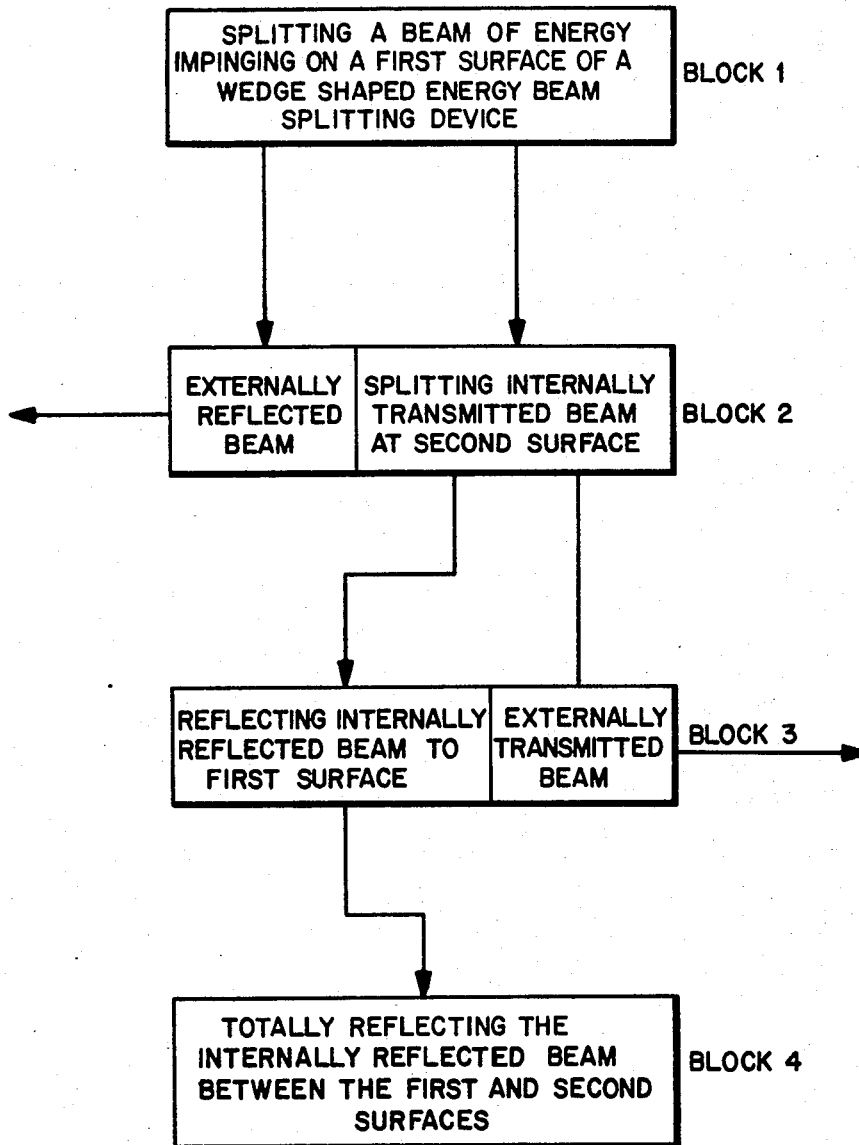 SPLITTING A BEAM OF ENERGY
IMPINGING ON A FIRST SURFACE OF A
WEDGE SHAPED ENERGY BEAM
SPLITTING DEVICE
BLOCK 1
EXTERNALLY
REFLECTED
BEAM
SPLITTING INTERNALLY
TRANSMITTED BEAM
AT SECOND SURFACE
BLOCK 2
REFLECTING INTERNALLY
REFLECTED BEAM TO
FIRST SURFACE
EXTERNALLY
TRANSMITTED
BEAM
BLOCK 3
TOTALLY REFLECTING THE
INTERNALLY REFLECTED BEAM
BETWEEN THE FIRST AND SECOND
SURFACES
BLOCK 4